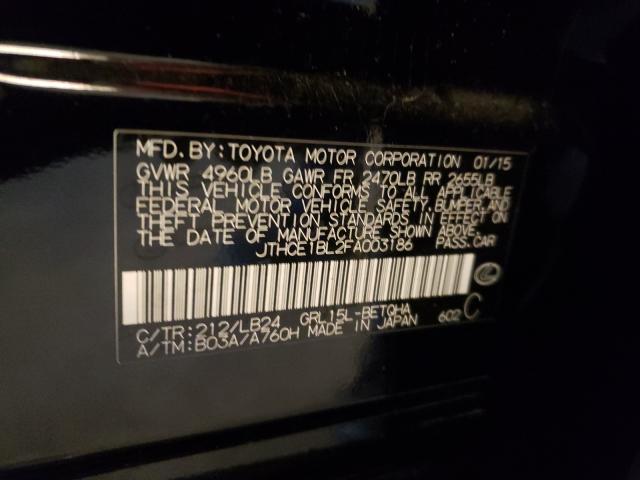 MFD. BY: TOYOTA MOTOR CORPORATION 01/15
GVWR 4960LB GAWR FR 2470LB RR 2655LB
THIS VEHICLE CONFORMS TO ALL APPLICABLE
FEDERAL MOTOR VEHICLE SAFETY, BUMPER, AND
THEFT PREVENTION STANDARDS IN EFFECT ON
THE DATE OF MANUFACTURE SHOWN ABOVE.
JTHCE1BL2FA003186 PASS. CAR
C/TR:212/LB24 GRL15L-BETQHA 602 C
A/TM:B03A/A760H MADE IN JAPAN